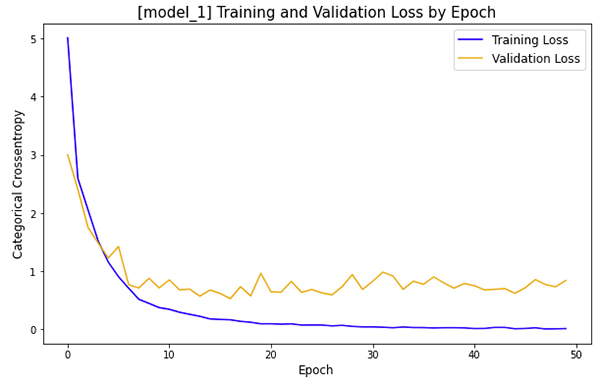 [model_1] Training and Validation Loss by Epoch
Training Loss
Validation Loss
Categorical Crossentropy
5
4
3
2
1
0
0
10
20
30
40
50
Epoch